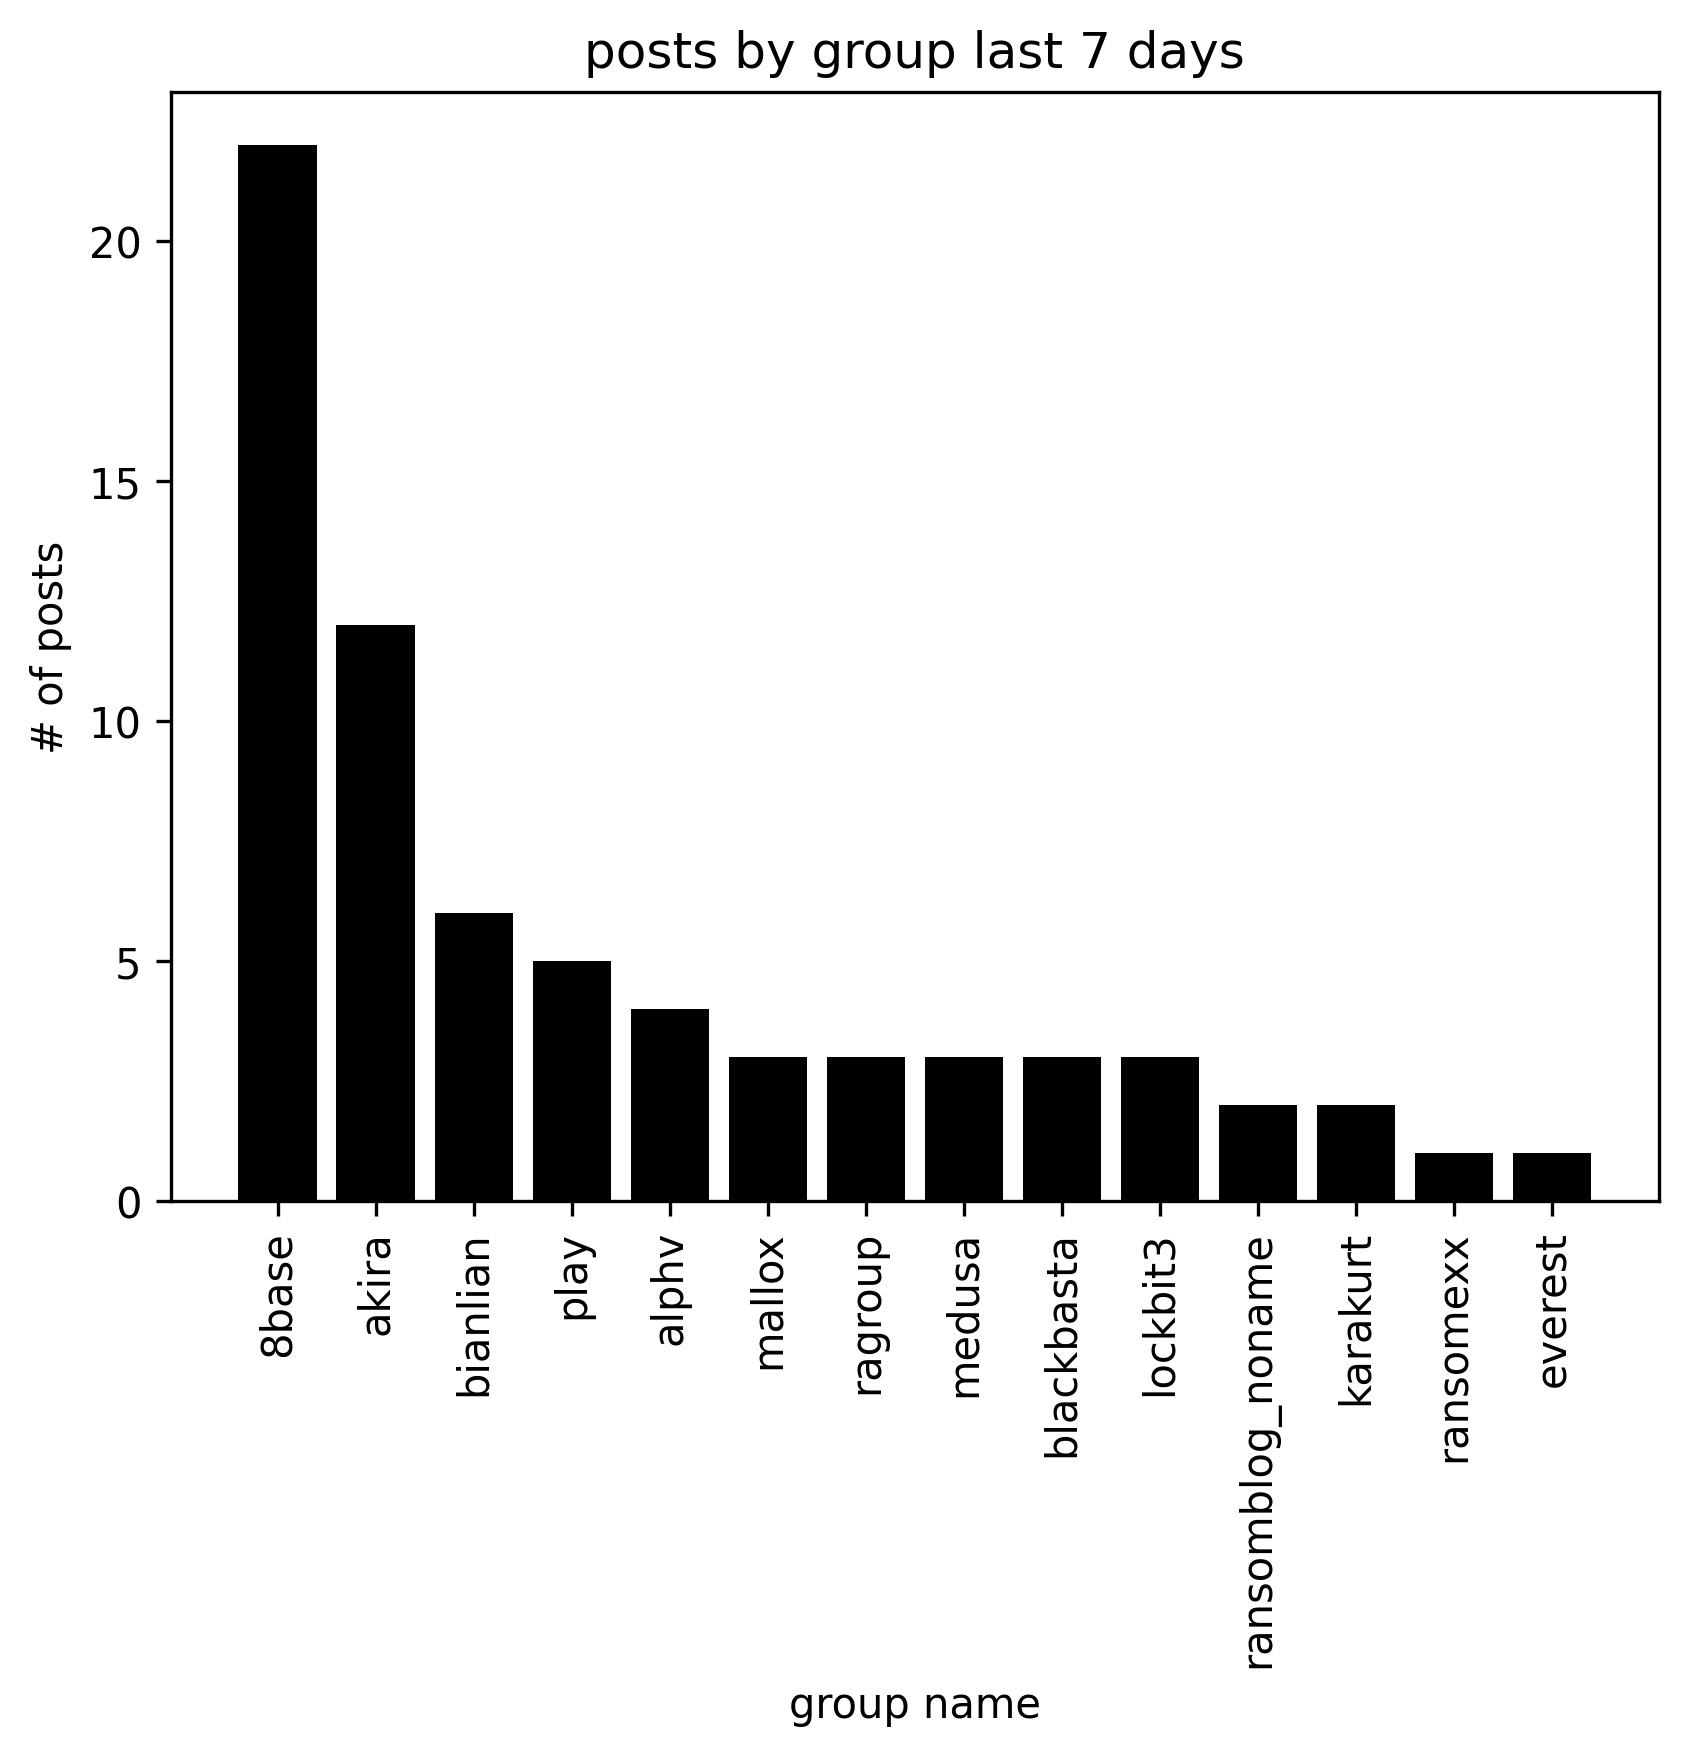 posts by group last 7 days
# of posts
20
15
10
5
0
8base
akira
bianlian
play
alphv
mallox
ragroup
medusa
blackbasta
lockbit3
ransomblog_noname
karakurt
ransomexx
everest
group name